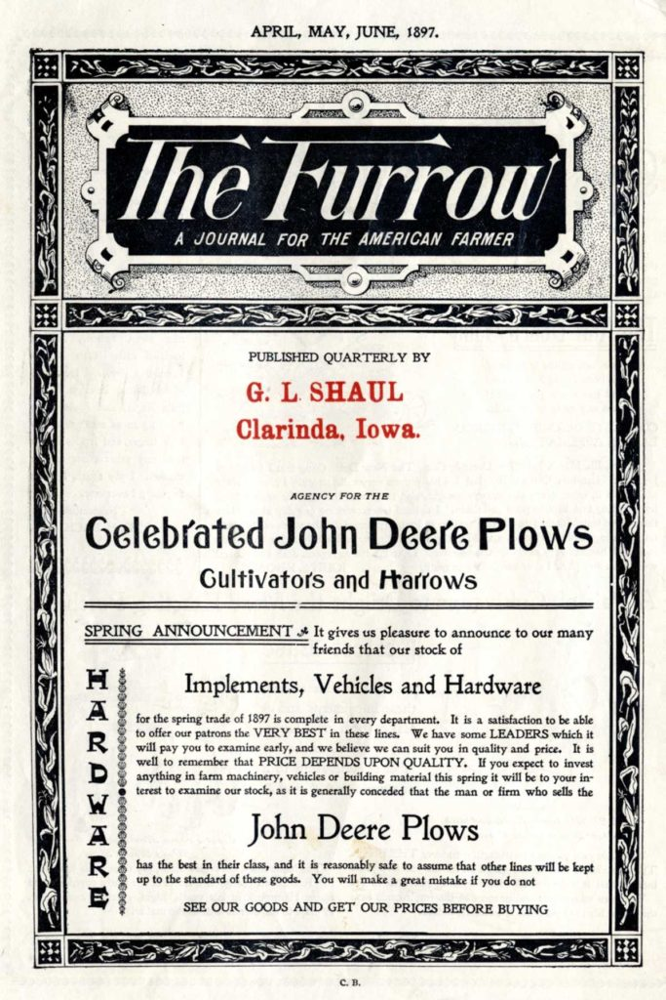 APRIL, MAY, JUNE, 1897.
The Furrow
A JOURNAL FOR THE AMERICAN FARMER
PUBLISHED QUARTERLY BY
G. L. SHAUL
Clarinda, Iowa.
AGENCY FOR THE
Celebrated John Deere Plows
Cultivators and Harrows
SPRING ANNOUNCEMENT It gives us pleasure to announce to our many
friends that our stock of
HARDWARE
Implements, Vehicles and Hardware
for the spring trade of 1897 is complete in every department. It is a satisfaction to be able
to offer our patrons the VERY BEST in these lines. We have some LEADERS which it
will pay you to examine early, and we believe we can suit you in quality and price. It is
well to remember that PRICE DEPENDS UPON QUALITY. If you expect to invest
anything in farm machinery, vehicles or building material this spring it will be to your in-
terest to examine our stock, as it is generally conceded that the man or firm who sells the
John Deere Plows
has the best in their class, and it is reasonably safe to assume that other lines will be kept
up to the standard of these goods. You will make a great mistake if you do not
SEE OUR GOODS AND GET OUR PRICES BEFORE BUYING
C. B.